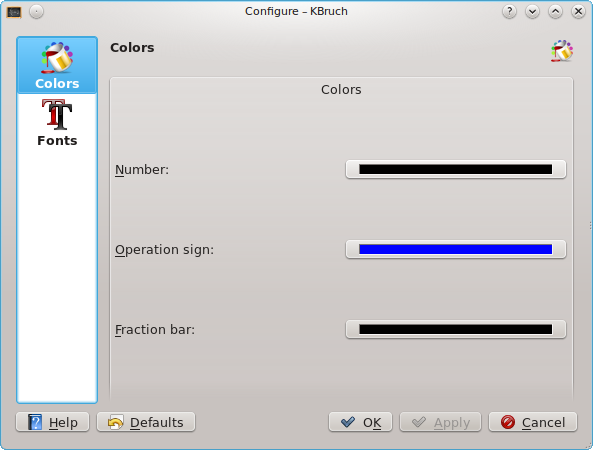 Configure – KBruch
Colors
Fonts
Colors
Colors
Number:
Operation sign:
Fraction bar:
Help
Defaults
OK
Apply
Cancel